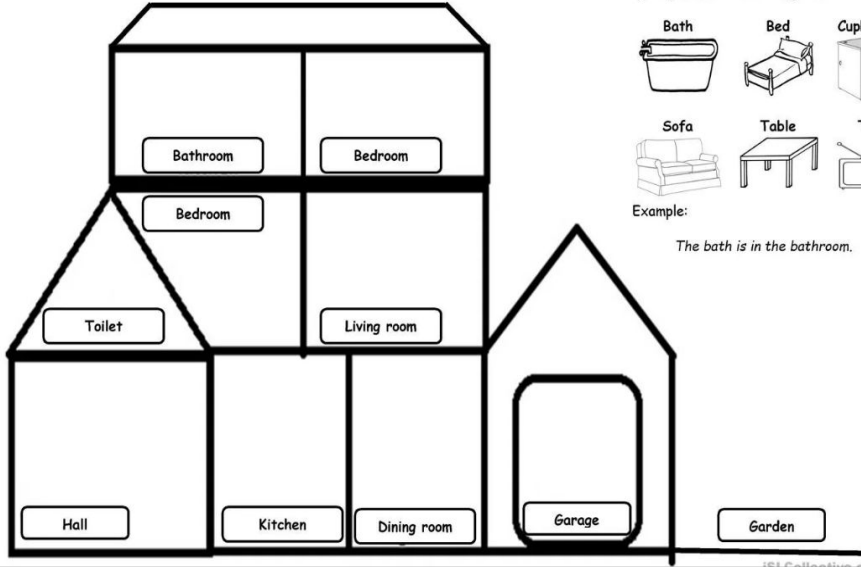 Bath Bed
Sofa Table
Example:
The bath is in the bathroom.
Bathroom Bedroom
Bedroom
Toilet Living room
Hall Kitchen Dining room Garage Garden